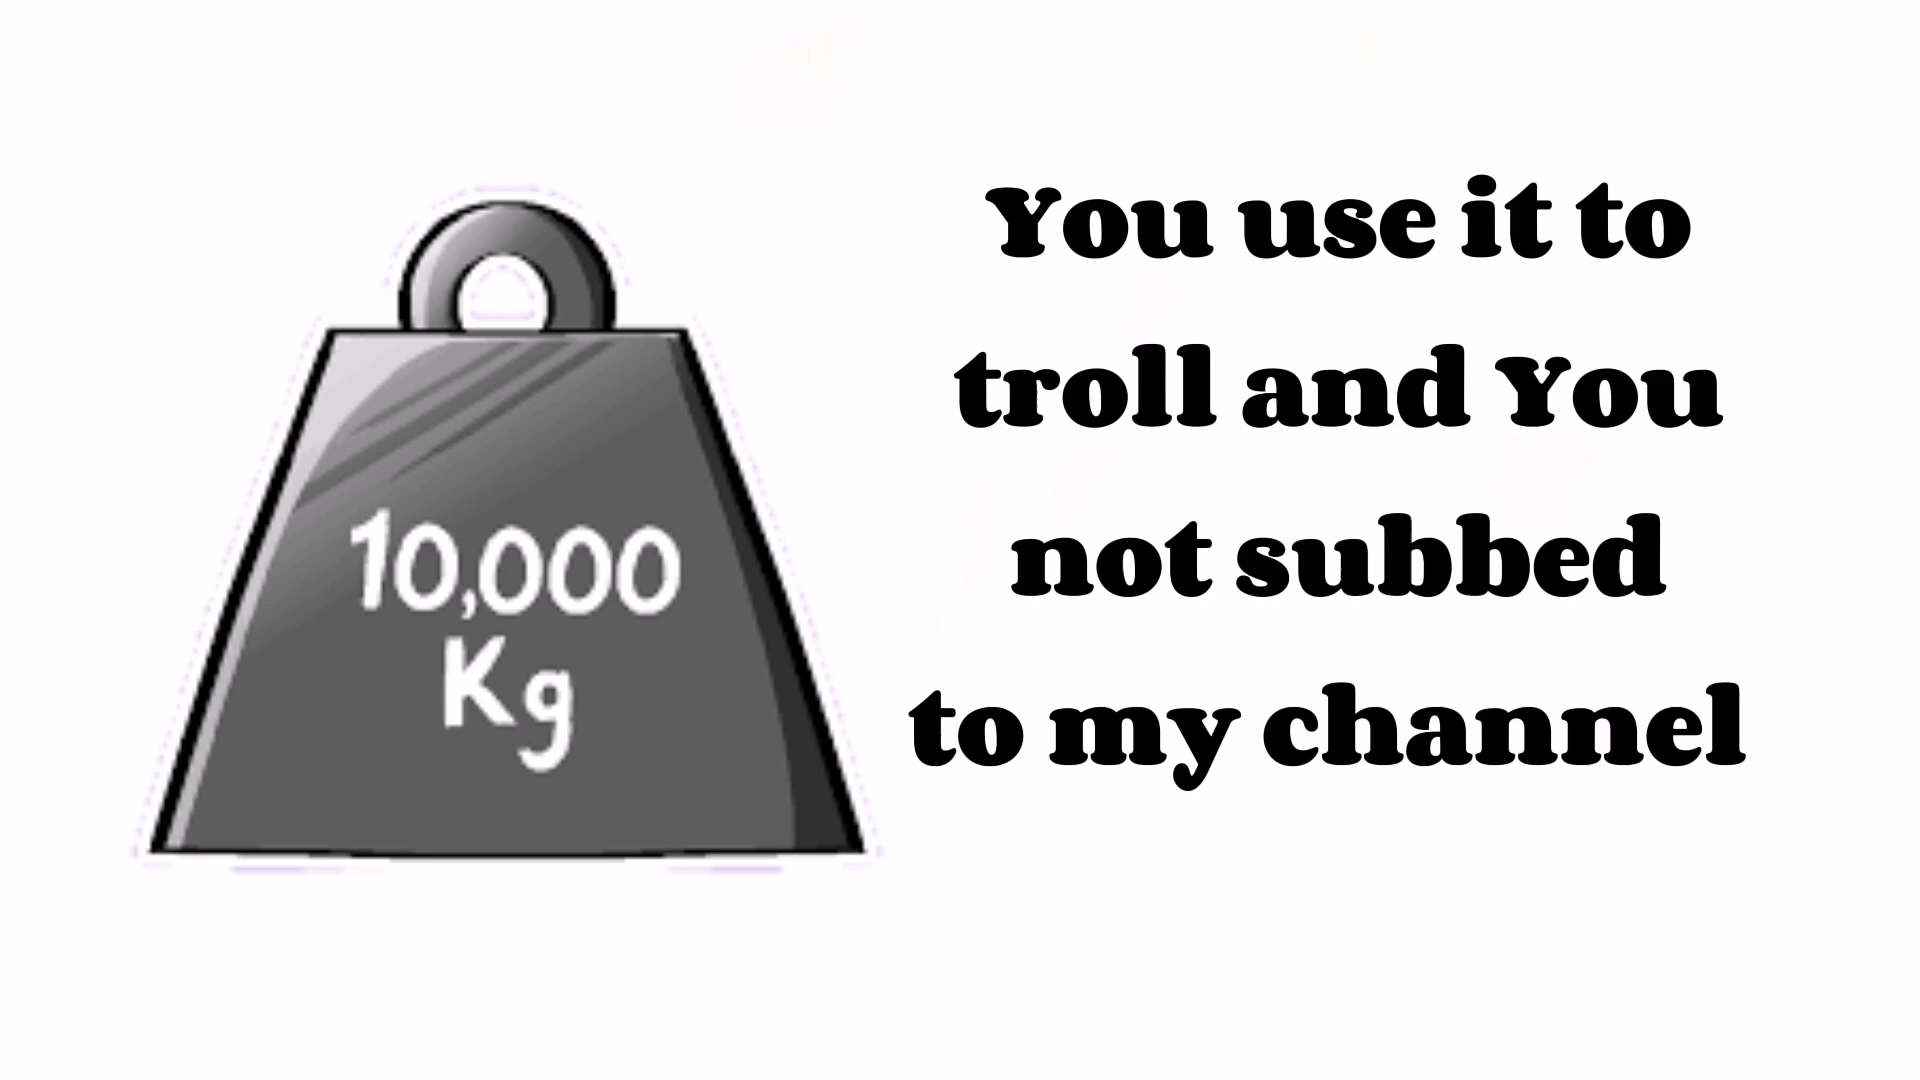 10,000
Kg
You use it to
troll and You
not subbed
to my channel